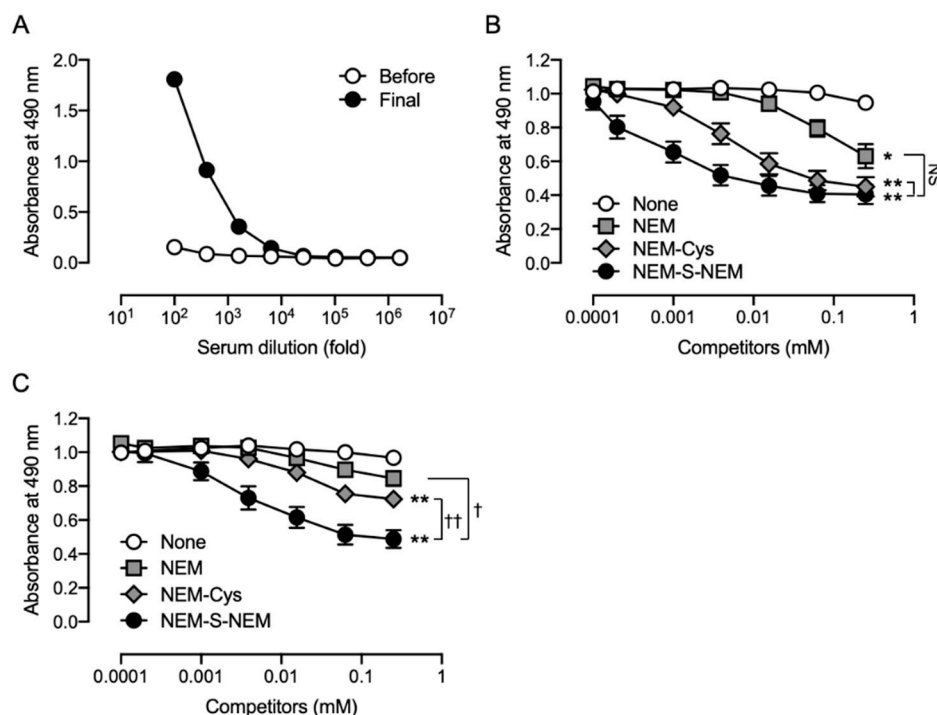 A
Absorbance at 490 nm
2.0
1.5
1.0
0.5
0.0
Before
Final
10¹ 10² 10³ 10⁴ 10⁵ 10⁶ 10⁷
Serum dilution (fold)
B
Absorbance at 490 nm
1.2
1.0
0.8
0.6
0.4
0.2
0.0
None
NEM
NEM-Cys
NEM-S-NEM
*
**
**
NS
0.0001 0.001 0.01 0.1 1
Competitors (mM)
C
Absorbance at 490 nm
1.2
1.0
0.8
0.6
0.4
0.2
0.0
None
NEM
NEM-Cys
NEM-S-NEM
**
**
††
†
0.0001 0.001 0.01 0.1 1
Competitors (mM)